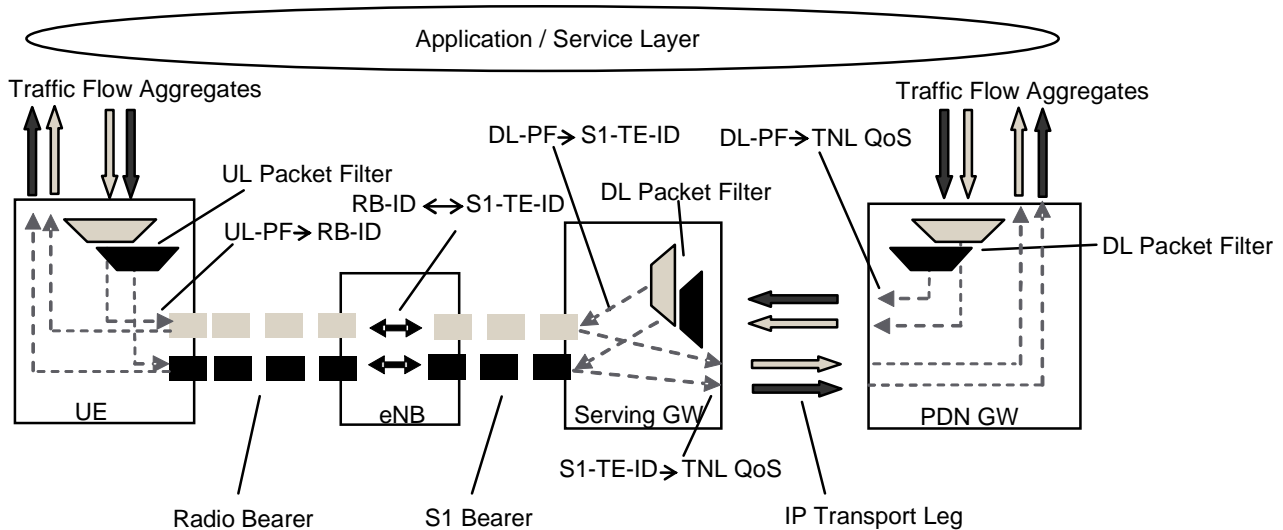 Application / Service Layer
Traffic Flow Aggregates
Traffic Flow Aggregates
DL-PF→S1-TE-ID
DL-PF→TNL QoS
UL Packet Filter
DL Packet Filter
RB-ID ↔ S1-TE-ID
UL-PF→RB-ID
DL Packet Filter
UE
eNB
Serving GW
PDN GW
S1-TE-ID→TNL QoS
Radio Bearer
S1 Bearer
IP Transport Leg